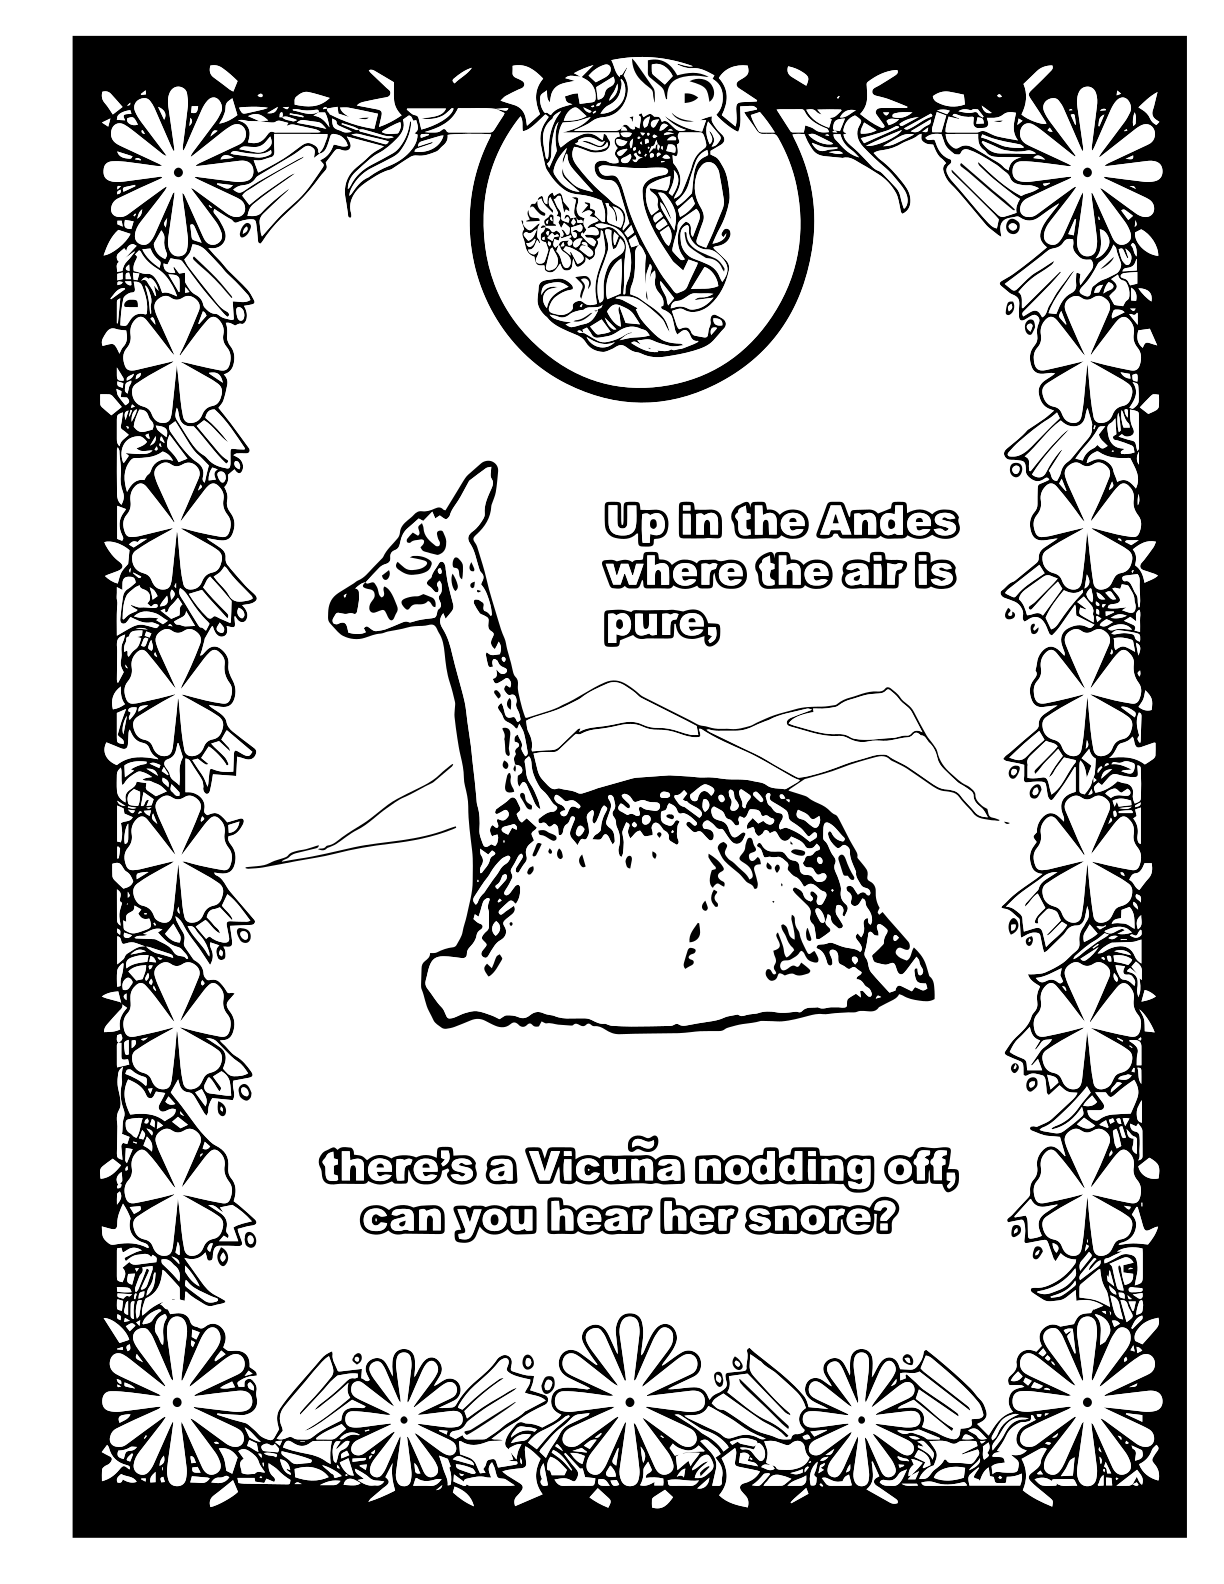 V
Up in the Andes
where the air is
pure,
there's a Vicuña nodding off,
can you hear her snore?